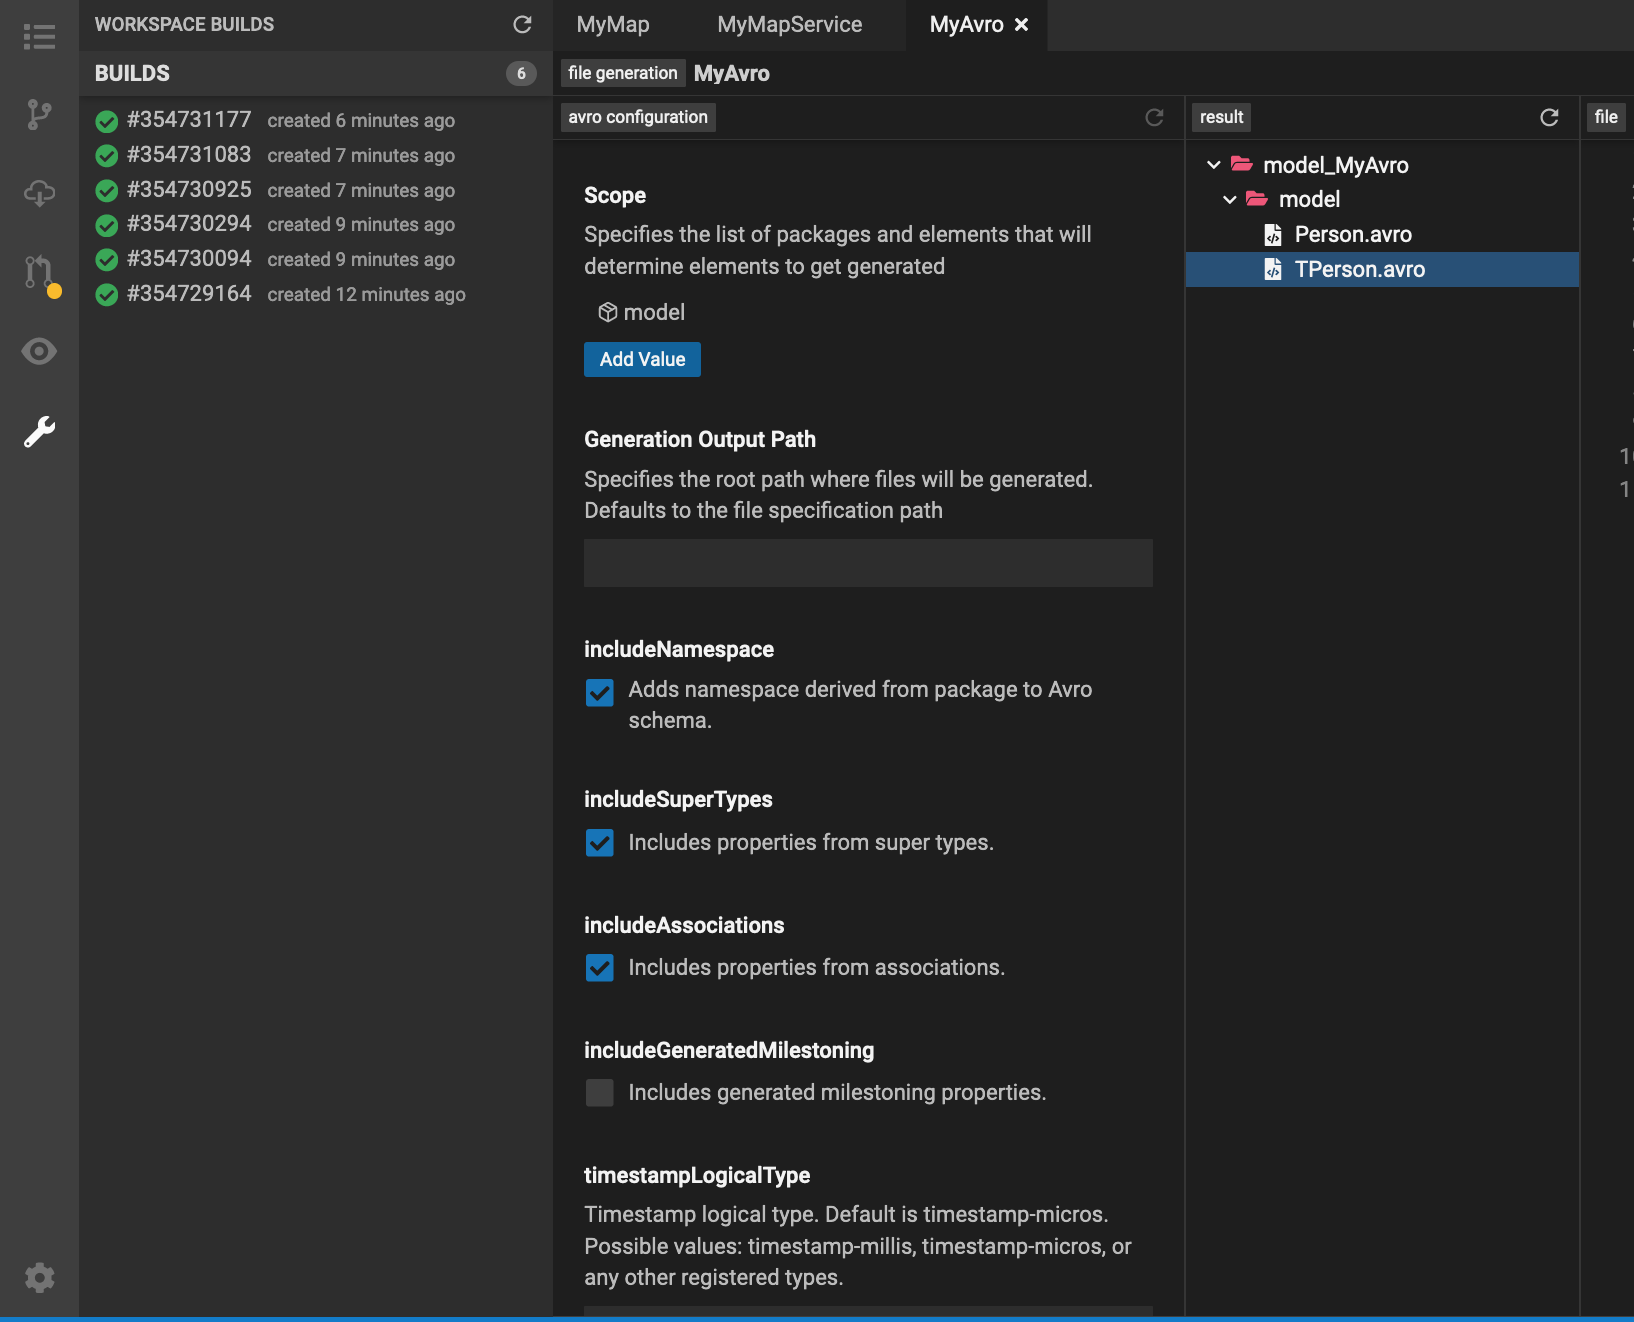 WORKSPACE BUILDS
BUILDS
6
#354731177 created 6 minutes ago
#354731083 created 7 minutes ago
#354730925 created 7 minutes ago
#354730294 created 9 minutes ago
#354730094 created 9 minutes ago
#354729164 created 12 minutes ago
MyMap
MyMapService
MyAvro
file generation MyAvro
avro configuration
Scope
Specifies the list of packages and elements that will
determine elements to get generated
model
Add Value
Generation Output Path
Specifies the root path where files will be generated.
Defaults to the file specification path
includeNamespace
Adds namespace derived from package to Avro
schema.
includeSuperTypes
Includes properties from super types.
includeAssociations
Includes properties from associations.
includeGeneratedMilestoning
Includes generated milestoning properties.
timestampLogicalType
Timestamp logical type. Default is timestamp-micros.
Possible values: timestamp-millis, timestamp-micros, or
any other registered types.
result
model_MyAvro
model
Person.avro
TPerson.avro
file